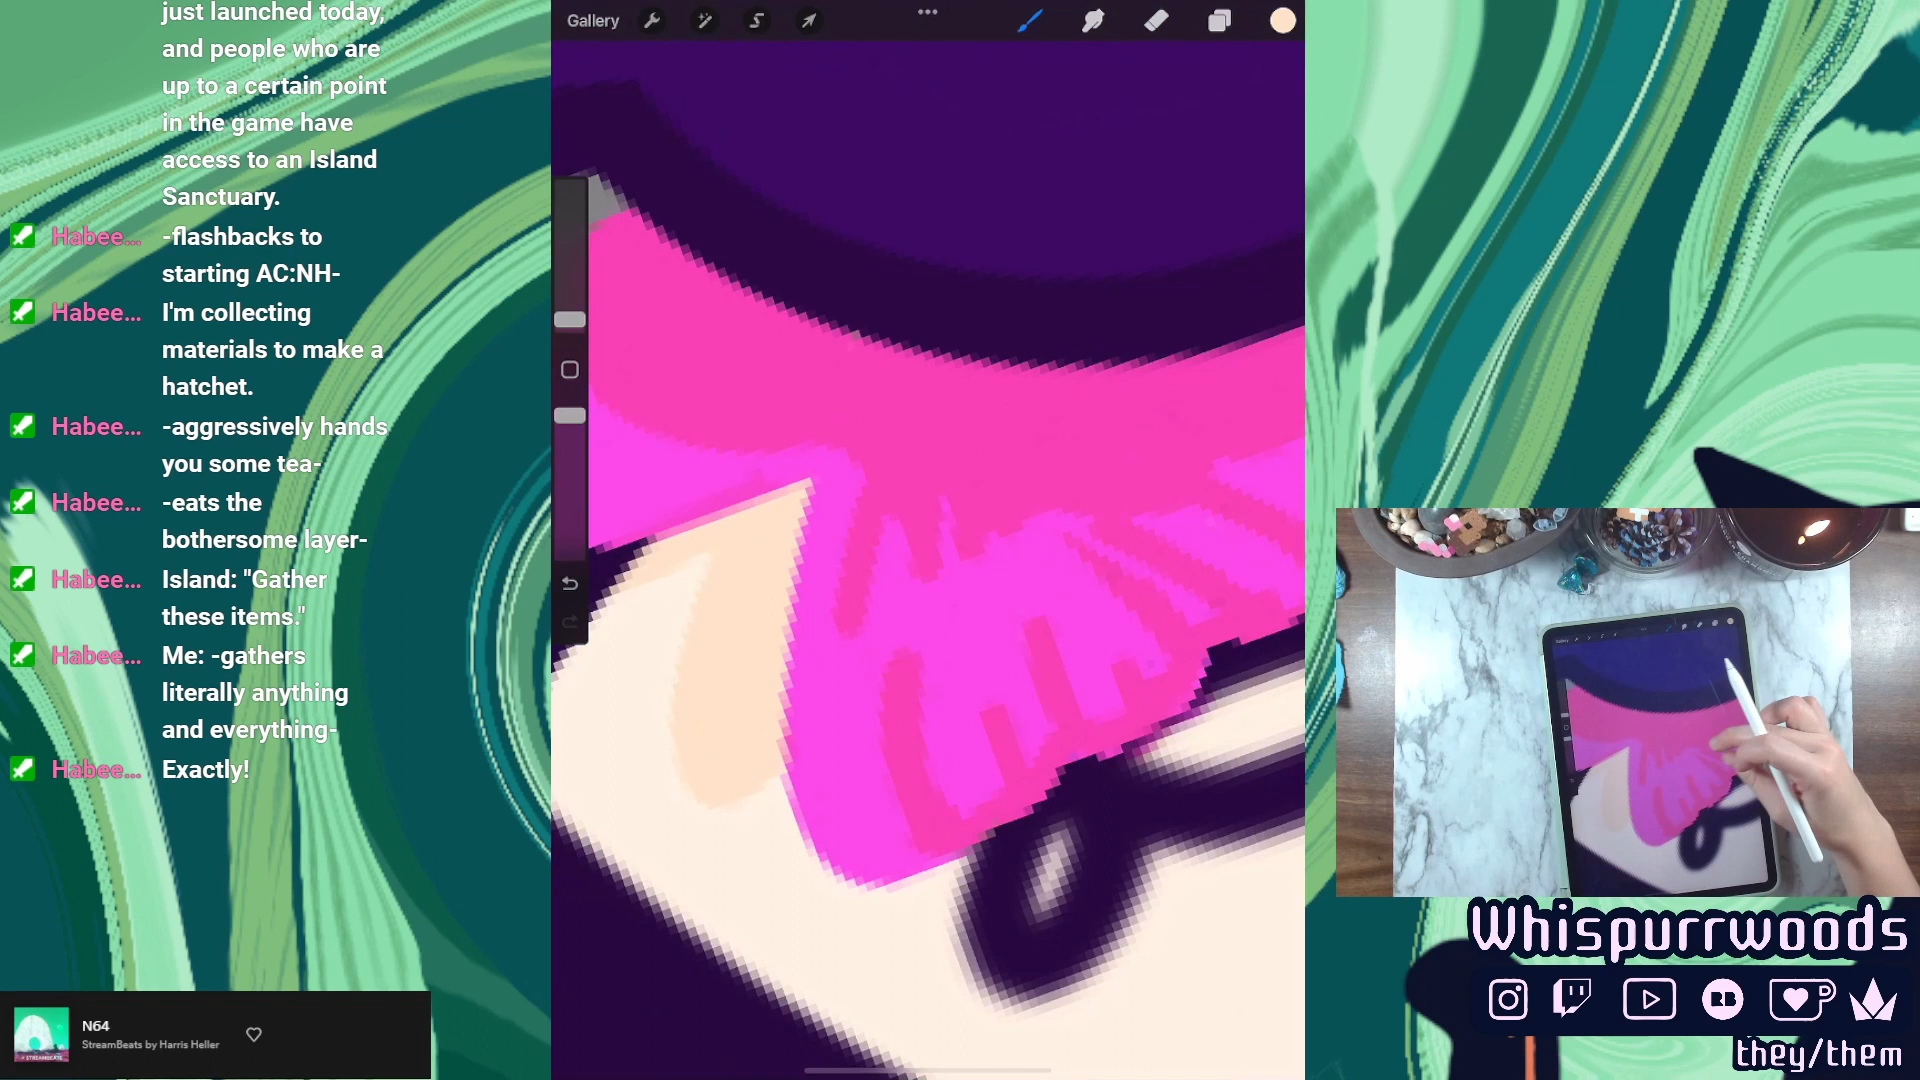 just launched today,
and people who are
up to a certain point
in the game have
access to an Island
Sanctuary.
Habee... -flashbacks to
starting AC:NH-
Habee... I'm collecting
materials to make a
hatchet.
Habee... -aggressively hands
you some tea-
Habee... -eats the
bothersome layer-
Habee... Island: "Gather
these items."
Habee... Me: -gathers
literally anything
and everything-
Habee... Exactly!
N64
StreamBeats by Harris Heller
Gallery
Whispurrwoods
they/them